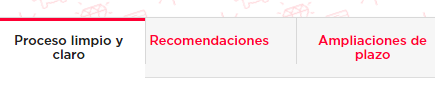 Proceso limpio y
claro
Recomendaciones
Ampliaciones de
plazo